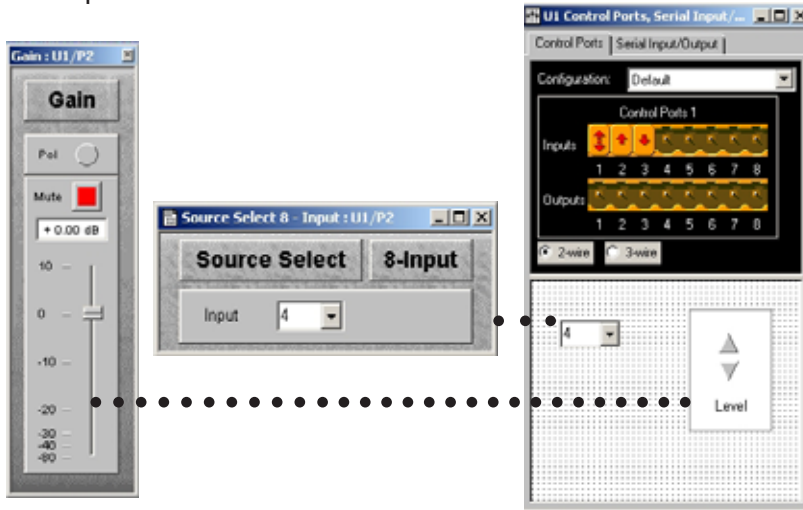 Gain : U1/P2
Gain
Pol
Mute
+ 0.00 dB
10
0
-10
-20
-30
-40
-80
Source Select 8 - Input : U1/P2
Source Select
8-Input
Input 4
U1 Control Ports, Serial Input/...
Control Ports
Serial Input/Output
Configuration: Default
Control Ports 1
Inputs
1 2 3 4 5 6 7 8
Outputs
1 2 3 4 5 6 7 8
2-wire
3-wire
4
Level